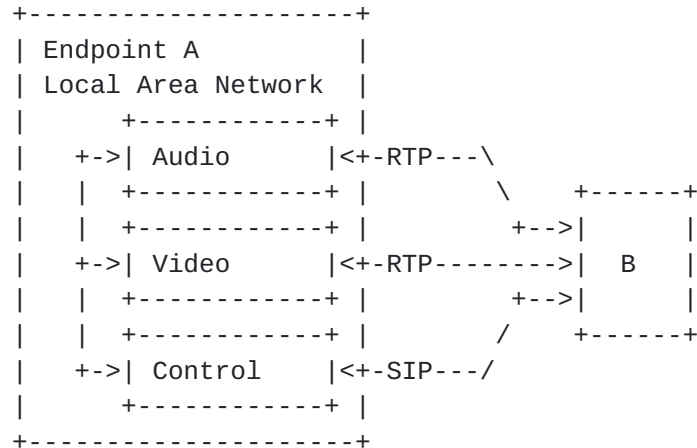 Endpoint A
Local Area Network
Audio
RTP
Video
RTP
B
Control
SIP